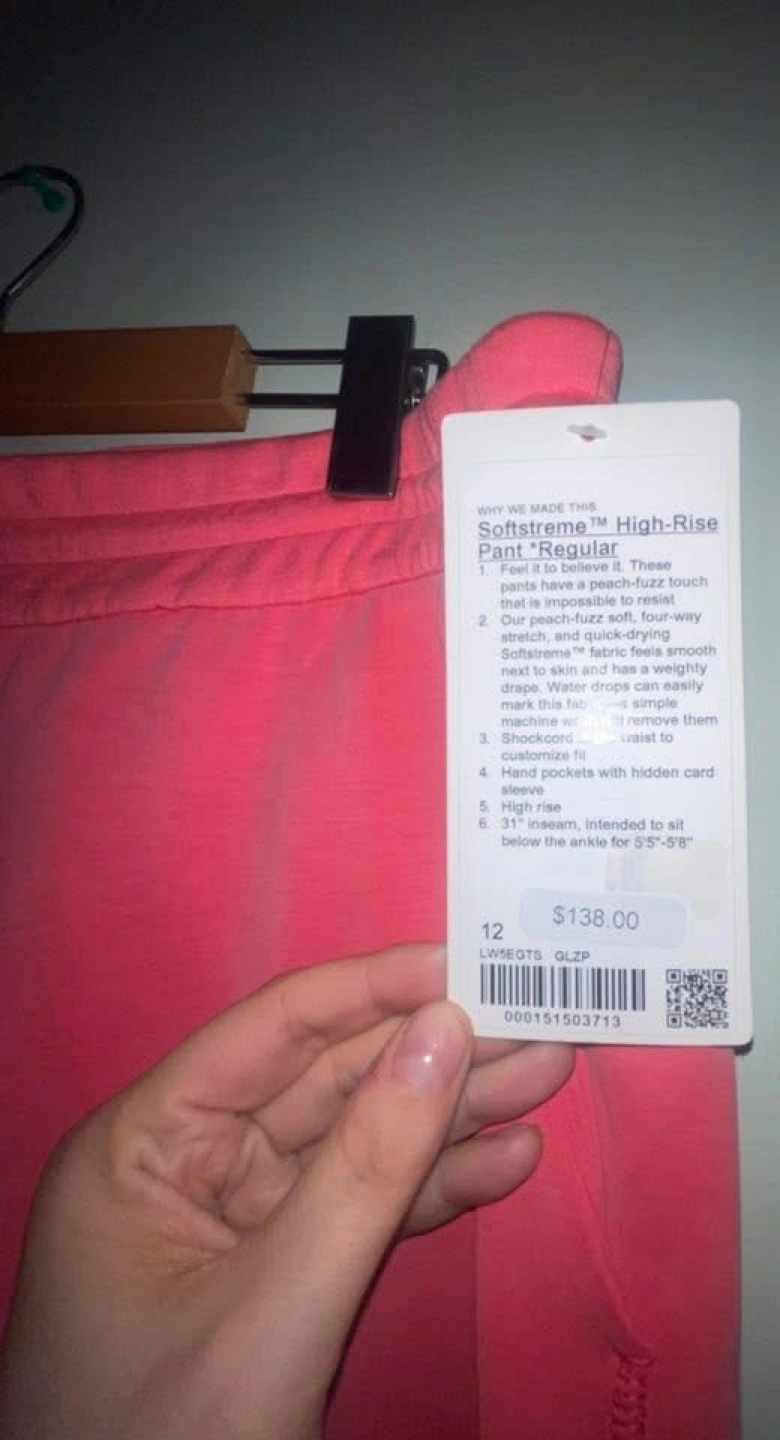 WHY WE MADE THIS
Softstreme™ High-Rise
Pant *Regular
1. Feel it to believe it. These
pants have a peach-fuzz touch
that is impossible to resist
2. Our peach-fuzz soft, four-way
stretch, and quick-drying
Softstreme™ fabric feels smooth
next to skin and has a weighty
drape. Water drops can easily
mark this simple
machine remove them
3. Shockcord waist to
customize fit
4. Hand pockets with hidden card
sleeve
5. High rise
6. 31" inseam, intended to sit
below the ankle for 5'5"-5'8"
$138.00
12
LW5EGTS GLZP
000151503713